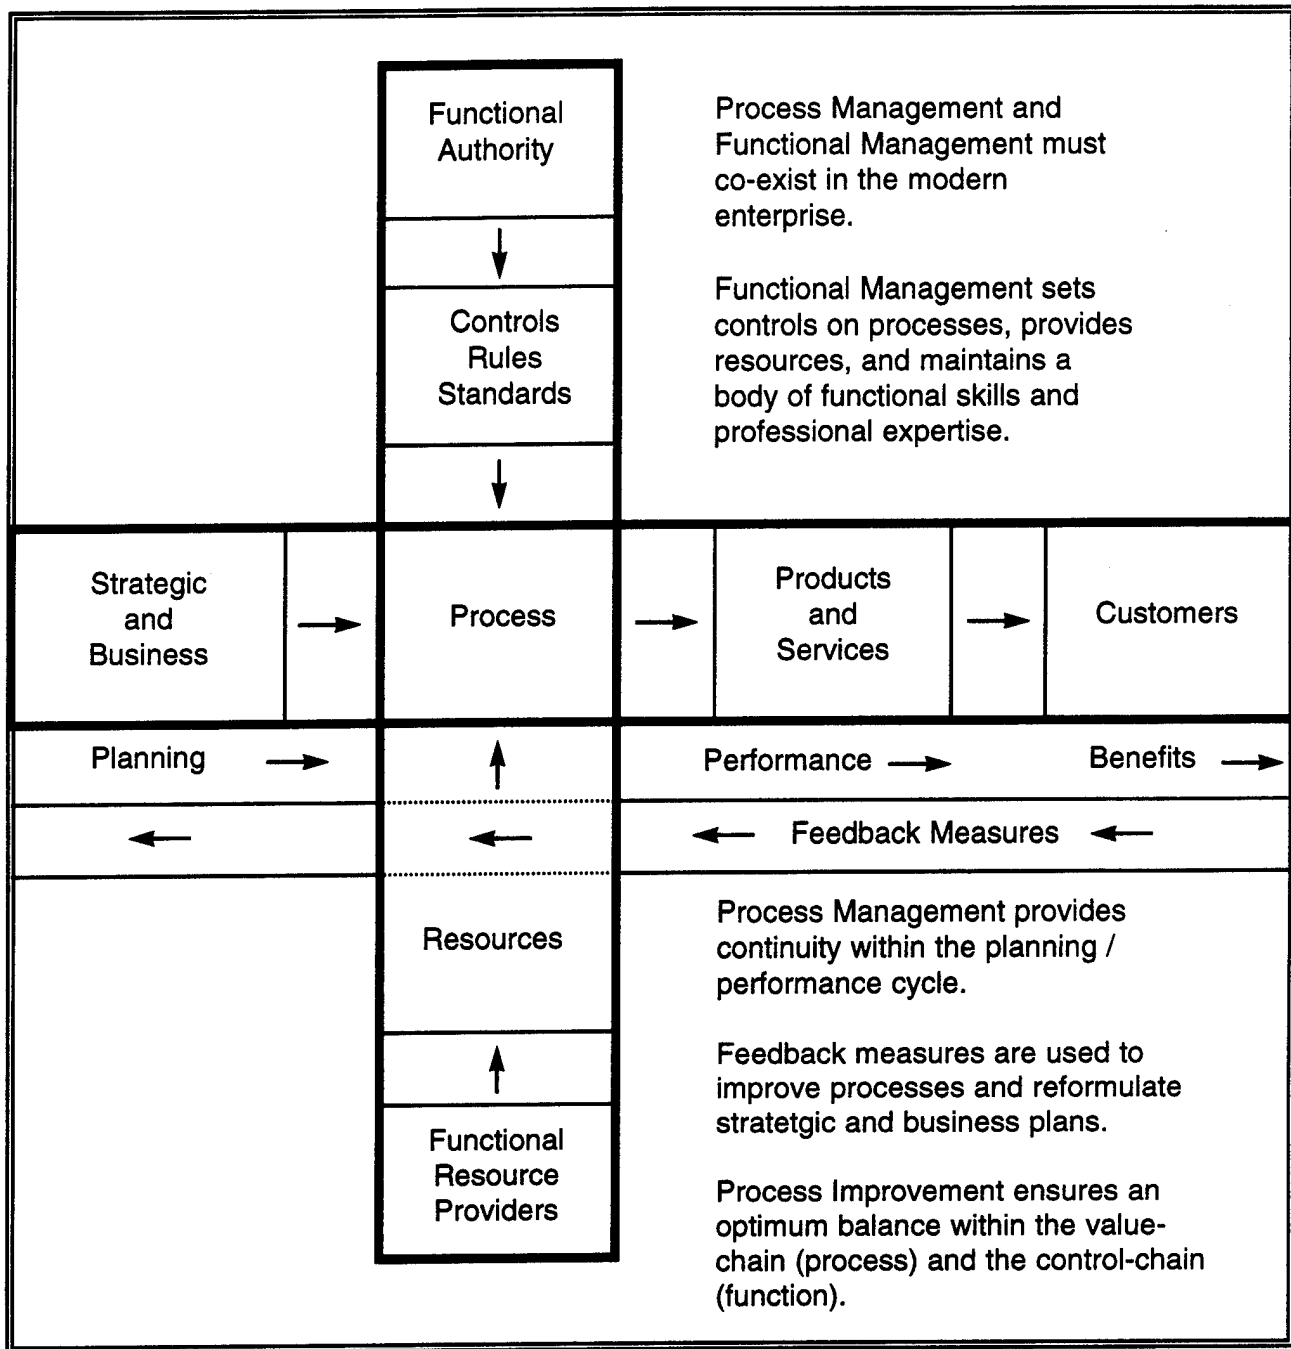 Functional
Authority
Process Management and
Functional Management must
co-exist in the modern
enterprise.
Functional Management sets
controls on processes, provides
resources, and maintains a
body of functional skills and
professional expertise.
Controls
Rules
Standards
Strategic
and
Business
Process
Products
and
Services
Customers
Planning
Performance
Benefits
Feedback Measures
Resources
Process Management provides
continuity within the planning /
performance cycle.
Feedback measures are used to
improve processes and reformulate
stratetgic and business plans.
Functional
Resource
Providers
Process Improvement ensures an
optimum balance within the value-
chain (process) and the control-chain
(function).